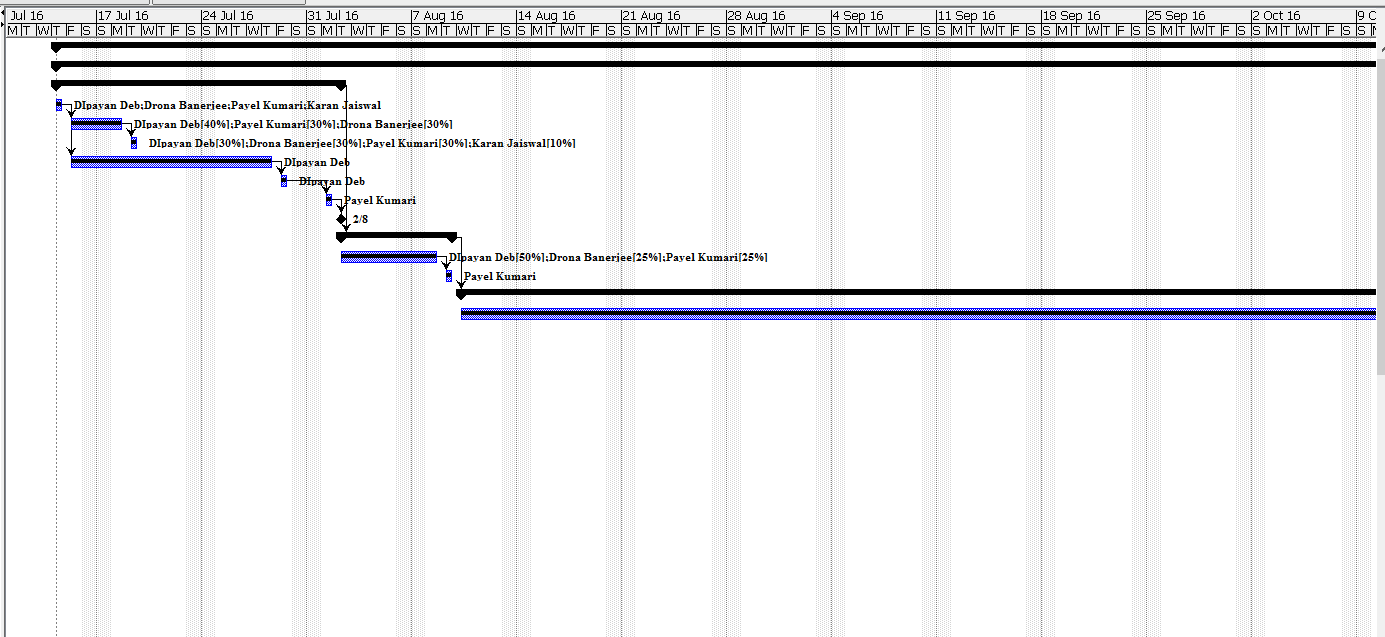 Jul 16 17 Jul 16 24 Jul 16 31 Jul 16 7 Aug 16 14 Aug 16 21 Aug 16 28 Aug 16 4 Sep 16 11 Sep 16 18 Sep 16 25 Sep 16 2 Oct 16 9
M T W T F S S M T W T F S S M T W T F S S M T W T F S S M T W T F S S M T W T F S S M T W T F S S M T W T F S S M T W T F S S M T W T F S S M T W T F S S M T W T F S S M T W T F S S
DIpayan Deb;Drona Banerjee;Payel Kumari;Karan Jaiswal
DIpayan Deb[40%];Payel Kumari[30%];Drona Banerjee[30%]
DIpayan Deb[30%];Drona Banerjee[30%];Payel Kumari[30%];Karan Jaiswal[10%]
DIpayan Deb
DIpayan Deb
Payel Kumari
2/8
DIpayan Deb[50%];Drona Banerjee[25%];Payel Kumari[25%]
Payel Kumari